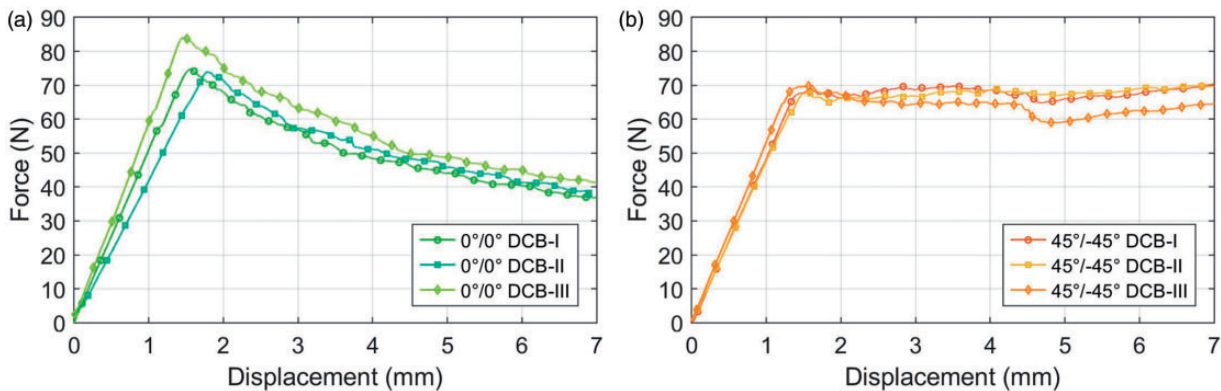 (a)
90
80
70
60
50
40
30
20
10
0
Force (N)
0 1 2 3 4 5 6 7
Displacement (mm)
0°/0° DCB-I
0°/0° DCB-II
0°/0° DCB-III
(b)
90
80
70
60
50
40
30
20
10
0
Force (N)
0 1 2 3 4 5 6 7
Displacement (mm)
45°/-45° DCB-I
45°/-45° DCB-II
45°/-45° DCB-III